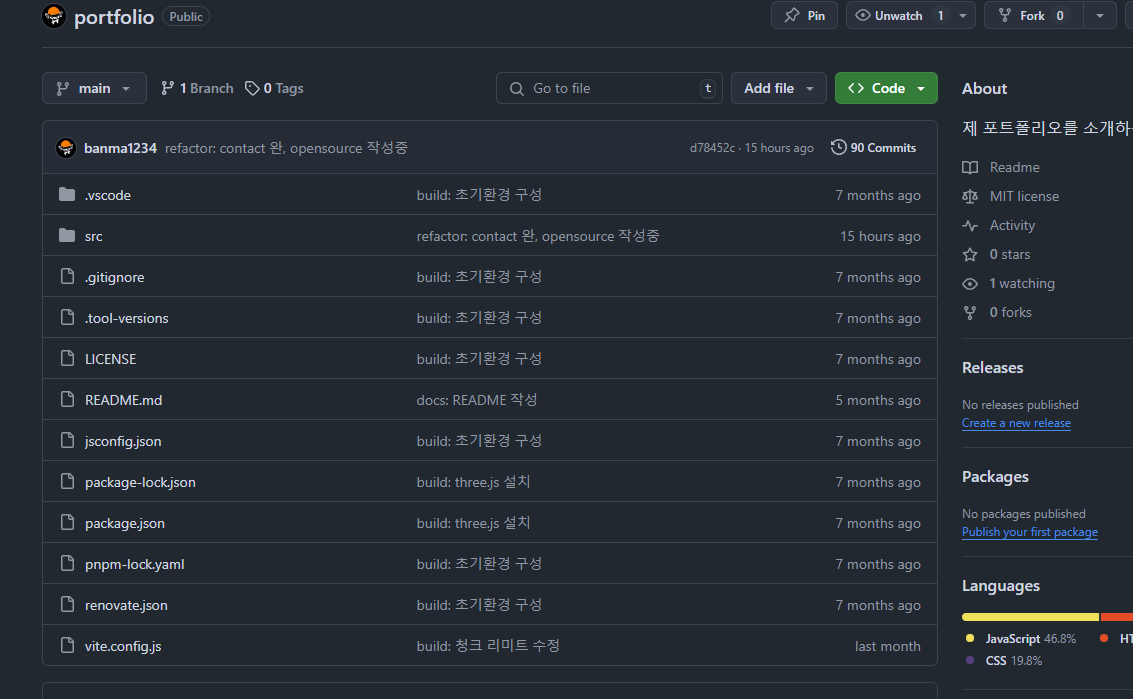 portfolio Public Pin Unwatch 1 Fork 0
main 1 Branch 0 Tags Go to file t Add file Code
banma1234 refactor: contact 완, opensource 작성중 d78452c · 15 hours ago 90 Commits
.vscode build: 초기환경 구성 7 months ago
src refactor: contact 완, opensource 작성중 15 hours ago
.gitignore build: 초기환경 구성 7 months ago
.tool-versions build: 초기환경 구성 7 months ago
LICENSE build: 초기환경 구성 7 months ago
README.md docs: README 작성 5 months ago
jsconfig.json build: 초기환경 구성 7 months ago
package-lock.json build: three.js 설치 7 months ago
package.json build: three.js 설치 7 months ago
pnpm-lock.yaml build: 초기환경 구성 7 months ago
renovate.json build: 초기환경 구성 7 months ago
vite.config.js build: 청크 리미트 수정 last month
About
제 포트폴리오를 소개하
Readme
MIT license
Activity
0 stars
1 watching
0 forks
Releases
No releases published
Create a new release
Packages
No packages published
Publish your first package
Languages
JavaScript 46.8% HT
CSS 19.8%